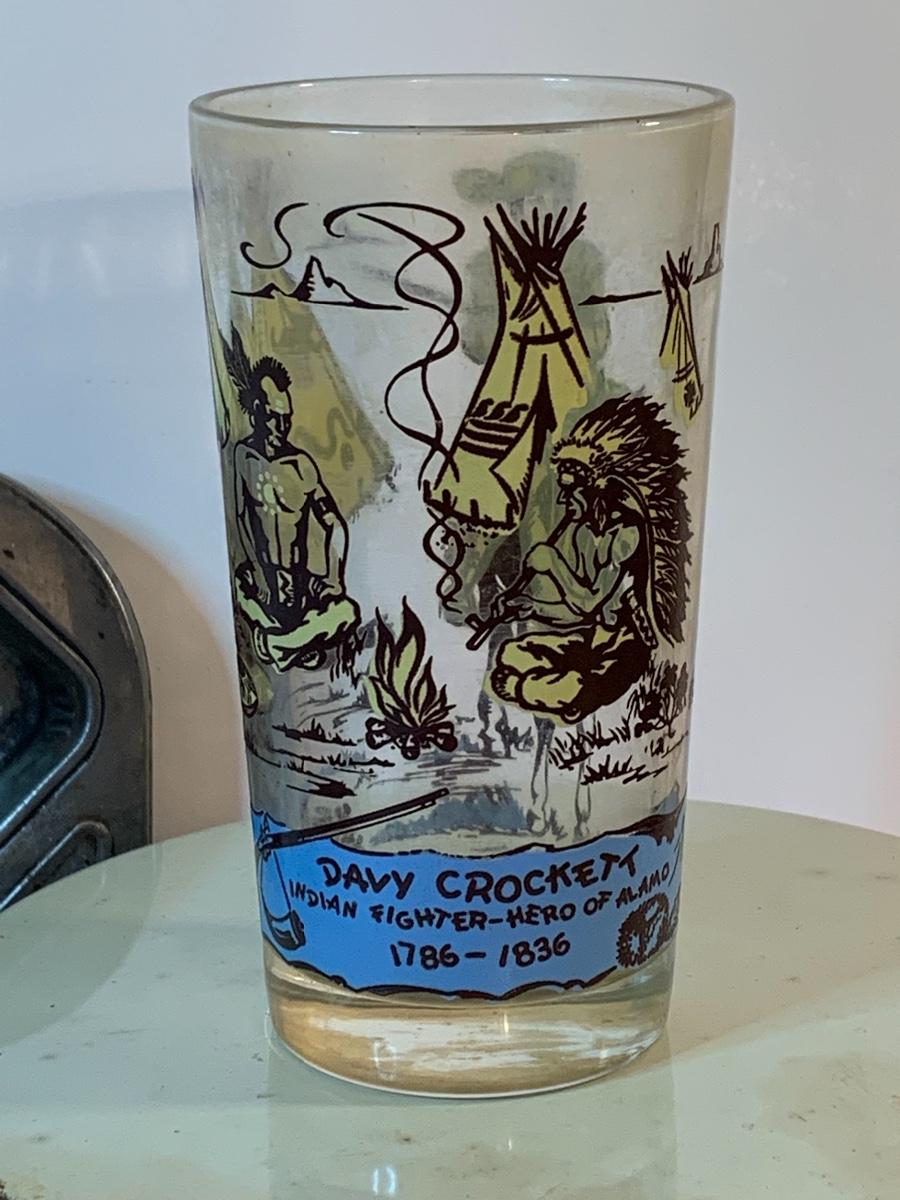 DAVY CROCKETT
INDIAN FIGHTER-HERO OF ALAMO
1786-1836